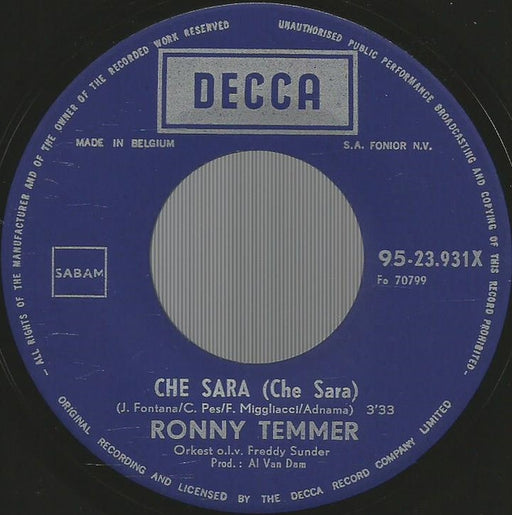 - ALL RIGHTS OF THE MANUFACTURER AND OF THE OWNER OF THE RECORDED WORK RESERVED
UNAUTHORISED PUBLIC PERFORMANCE BROADCASTING AND COPYING OF THIS RECORD PROHIBITED -
DECCA
MADE IN BELGIUM
S.A. FONIOR N.V.
SABAM
95-23.931X
Fo 70799
CHE SARA (Che Sara)
(J. Fontana/C. Pes/F. Miggliacci/Adnama) 3'33
RONNY TEMMER
Orkest o.l.v. Freddy Sunder
Prod.: Al Van Dam
ORIGINAL RECORDING AND LICENSED BY THE DECCA RECORD COMPANY LIMITED